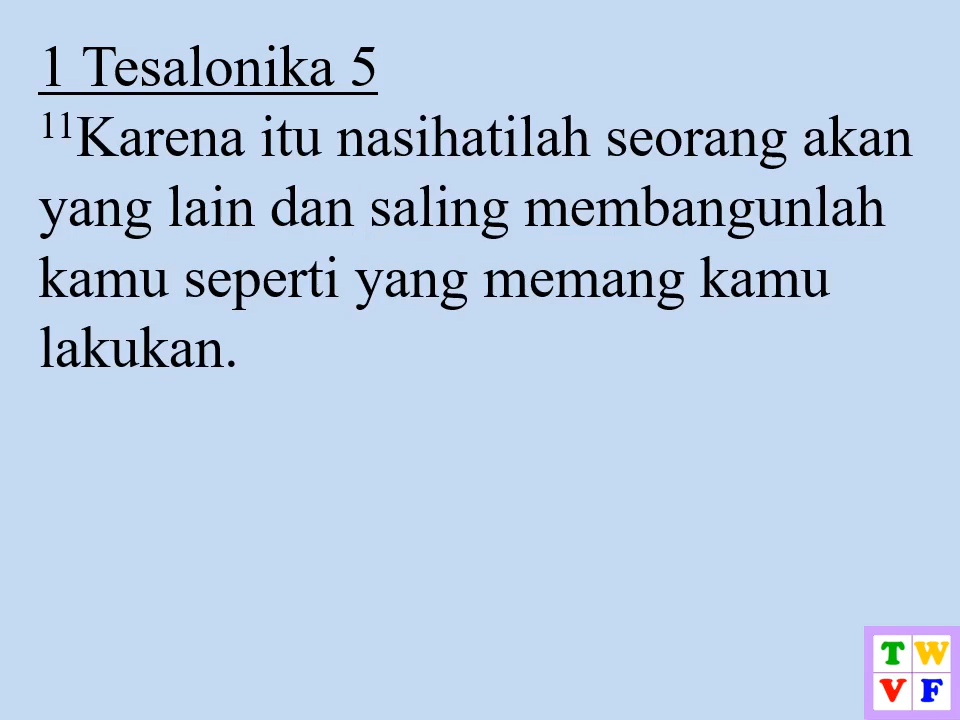 1 Tesalonika 5
11Karena itu nasihatilah seorang akan
yang lain dan saling membangunlah
kamu seperti yang memang kamu
lakukan.
T W
V F